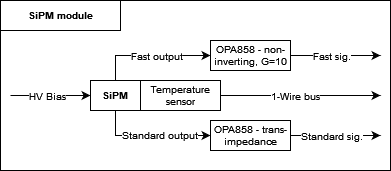 SiPM module
Fast output
OPA858 - non-
inverting, G=10
Fast sig.
HV Bias
SiPM
Temperature
sensor
1-Wire bus
Standard output
OPA858 - trans-
impedance
Standard sig.